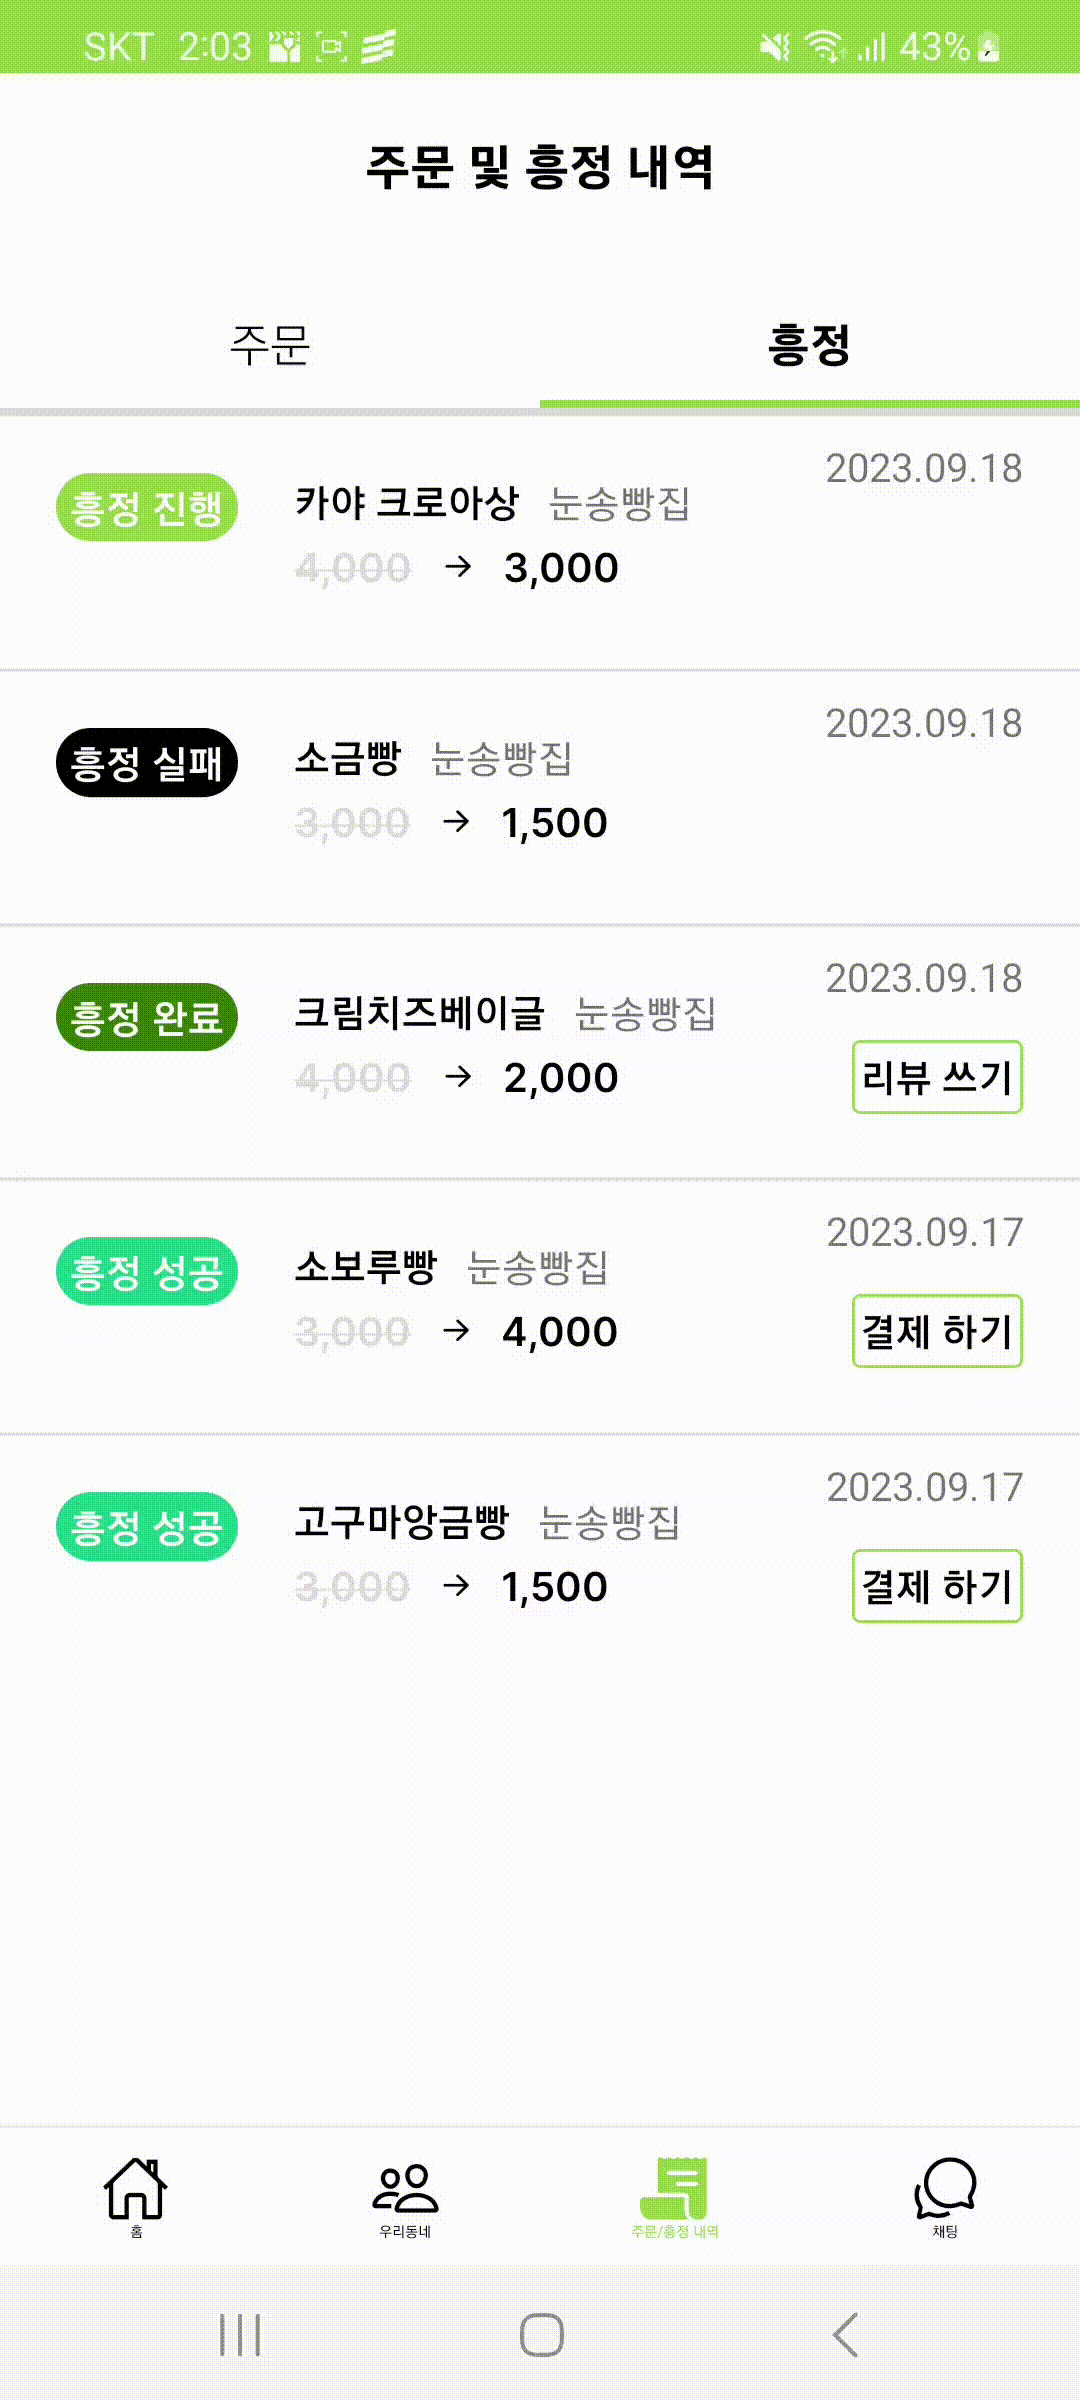 SKT 2:03 43%
주문 및 흥정 내역
주문 흥정
2023.09.18
흥정 진행 카야 크로아상 눈송빵집
4,000 → 3,000
2023.09.18
흥정 실패 소금빵 눈송빵집
3,000 → 1,500
2023.09.18
흥정 완료 크림치즈베이글 눈송빵집
4,000 → 2,000 리뷰 쓰기
2023.09.17
흥정 성공 소보루빵 눈송빵집
3,000 → 4,000 결제 하기
2023.09.17
흥정 성공 고구마앙금빵 눈송빵집
3,000 → 1,500 결제 하기
홈 우리동네 주문/흥정 내역 채팅